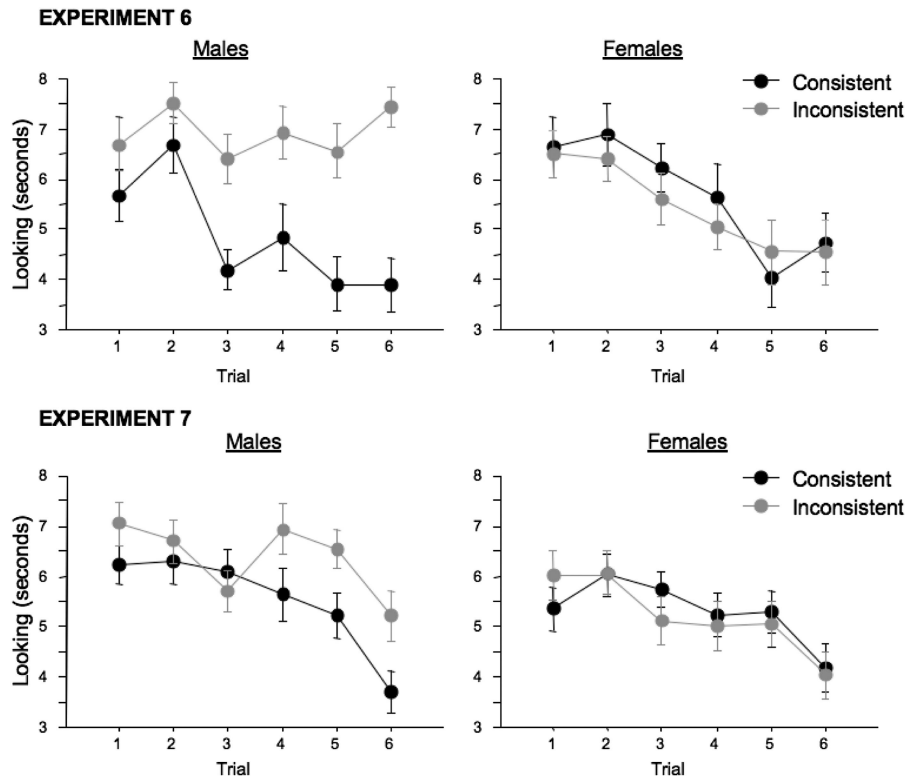 EXPERIMENT 6
Males
Females
8
7
6
5
4
3
Looking (seconds)
1 2 3 4 5 6
Trial
8
7
6
5
4
3
1 2 3 4 5 6
Trial
Consistent
Inconsistent
EXPERIMENT 7
Males
Females
8
7
6
5
4
3
Looking (seconds)
1 2 3 4 5 6
Trial
8
7
6
5
4
3
1 2 3 4 5 6
Trial
Consistent
Inconsistent